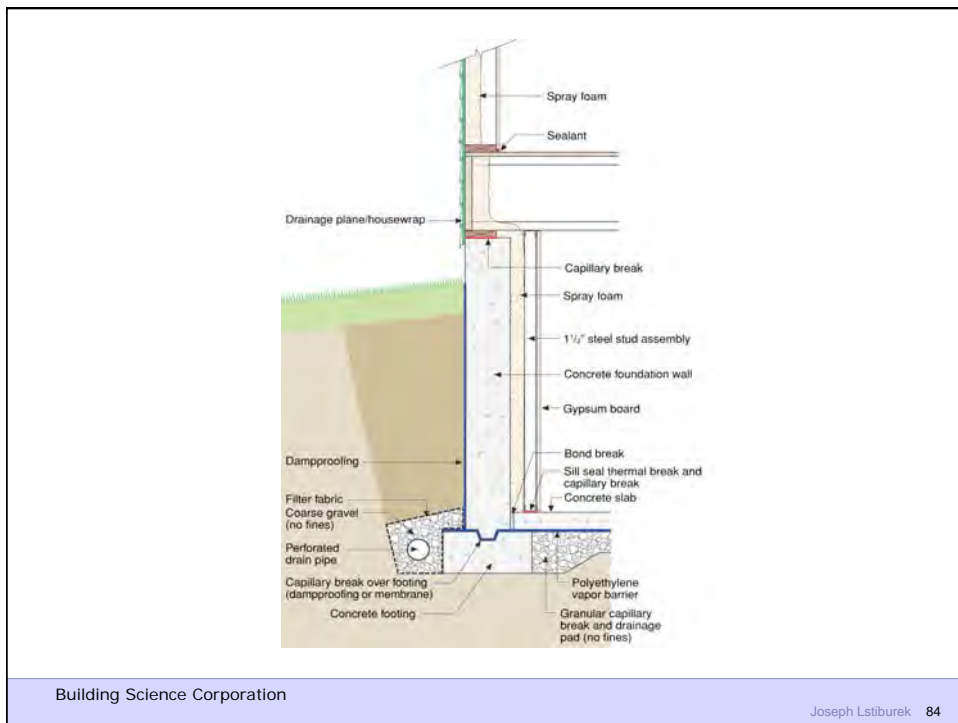 Spray foam
Sealant
Drainage plane/housewrap
Capillary break
Spray foam
1 1/2" steel stud assembly
Concrete foundation wall
Gypsum board
Bond break
Dampproofing
Sill seal thermal break and
capillary break
Concrete slab
Filter fabric
Coarse gravel
(no fines)
Perforated
drain pipe
Capillary break over footing
(dampproofing or membrane)
Concrete footing
Polyethylene
vapor barrier
Granular capillary
break and drainage
pad (no fines)
Building Science Corporation
Joseph Lstiburek 84